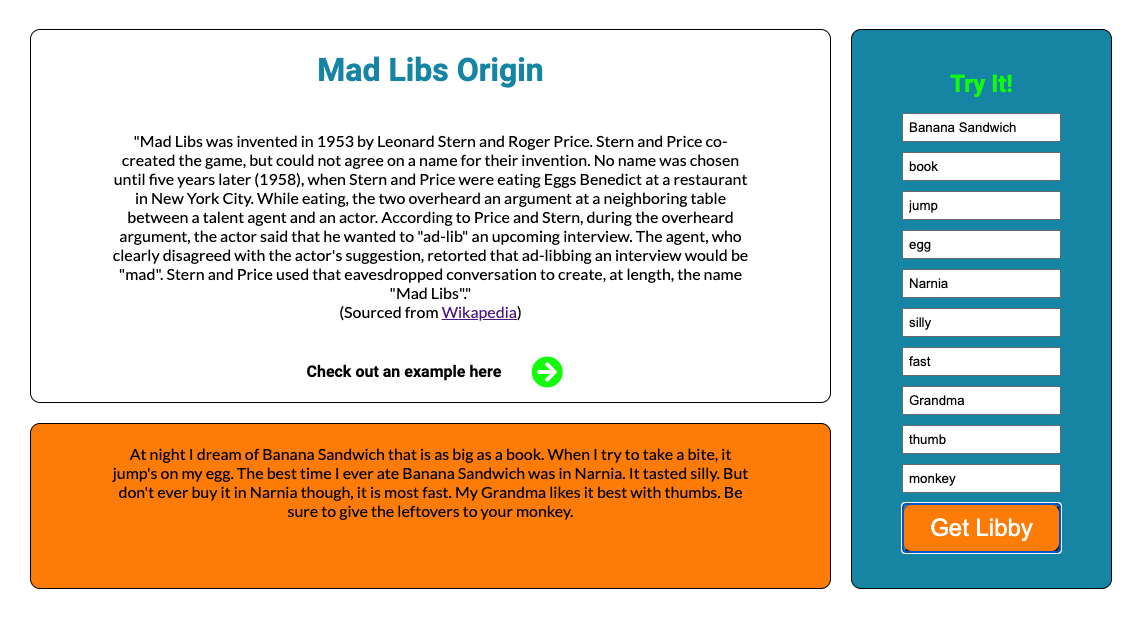 Mad Libs Origin
"Mad Libs was invented in 1953 by Leonard Stern and Roger Price. Stern and Price co-
created the game, but could not agree on a name for their invention. No name was chosen
until five years later (1958), when Stern and Price were eating Eggs Benedict at a restaurant
in New York City. While eating, the two overheard an argument at a neighboring table
between a talent agent and an actor. According to Price and Stern, during the overheard
argument, the actor said that he wanted to "ad-lib" an upcoming interview. The agent, who
clearly disagreed with the actor's suggestion, retorted that ad-libbing an interview would be
"mad". Stern and Price used that eavesdropped conversation to create, at length, the name
"Mad Libs"."
(Sourced from Wikapedia)
Check out an example here
At night I dream of Banana Sandwich that is as big as a book. When I try to take a bite, it
jump's on my egg. The best time I ever ate Banana Sandwich was in Narnia. It tasted silly. But
don't ever buy it in Narnia though, it is most fast. My Grandma likes it best with thumbs. Be
sure to give the leftovers to your monkey.
Try It!
Banana Sandwich
book
jump
egg
Narnia
silly
fast
Grandma
thumb
monkey
Get Libby